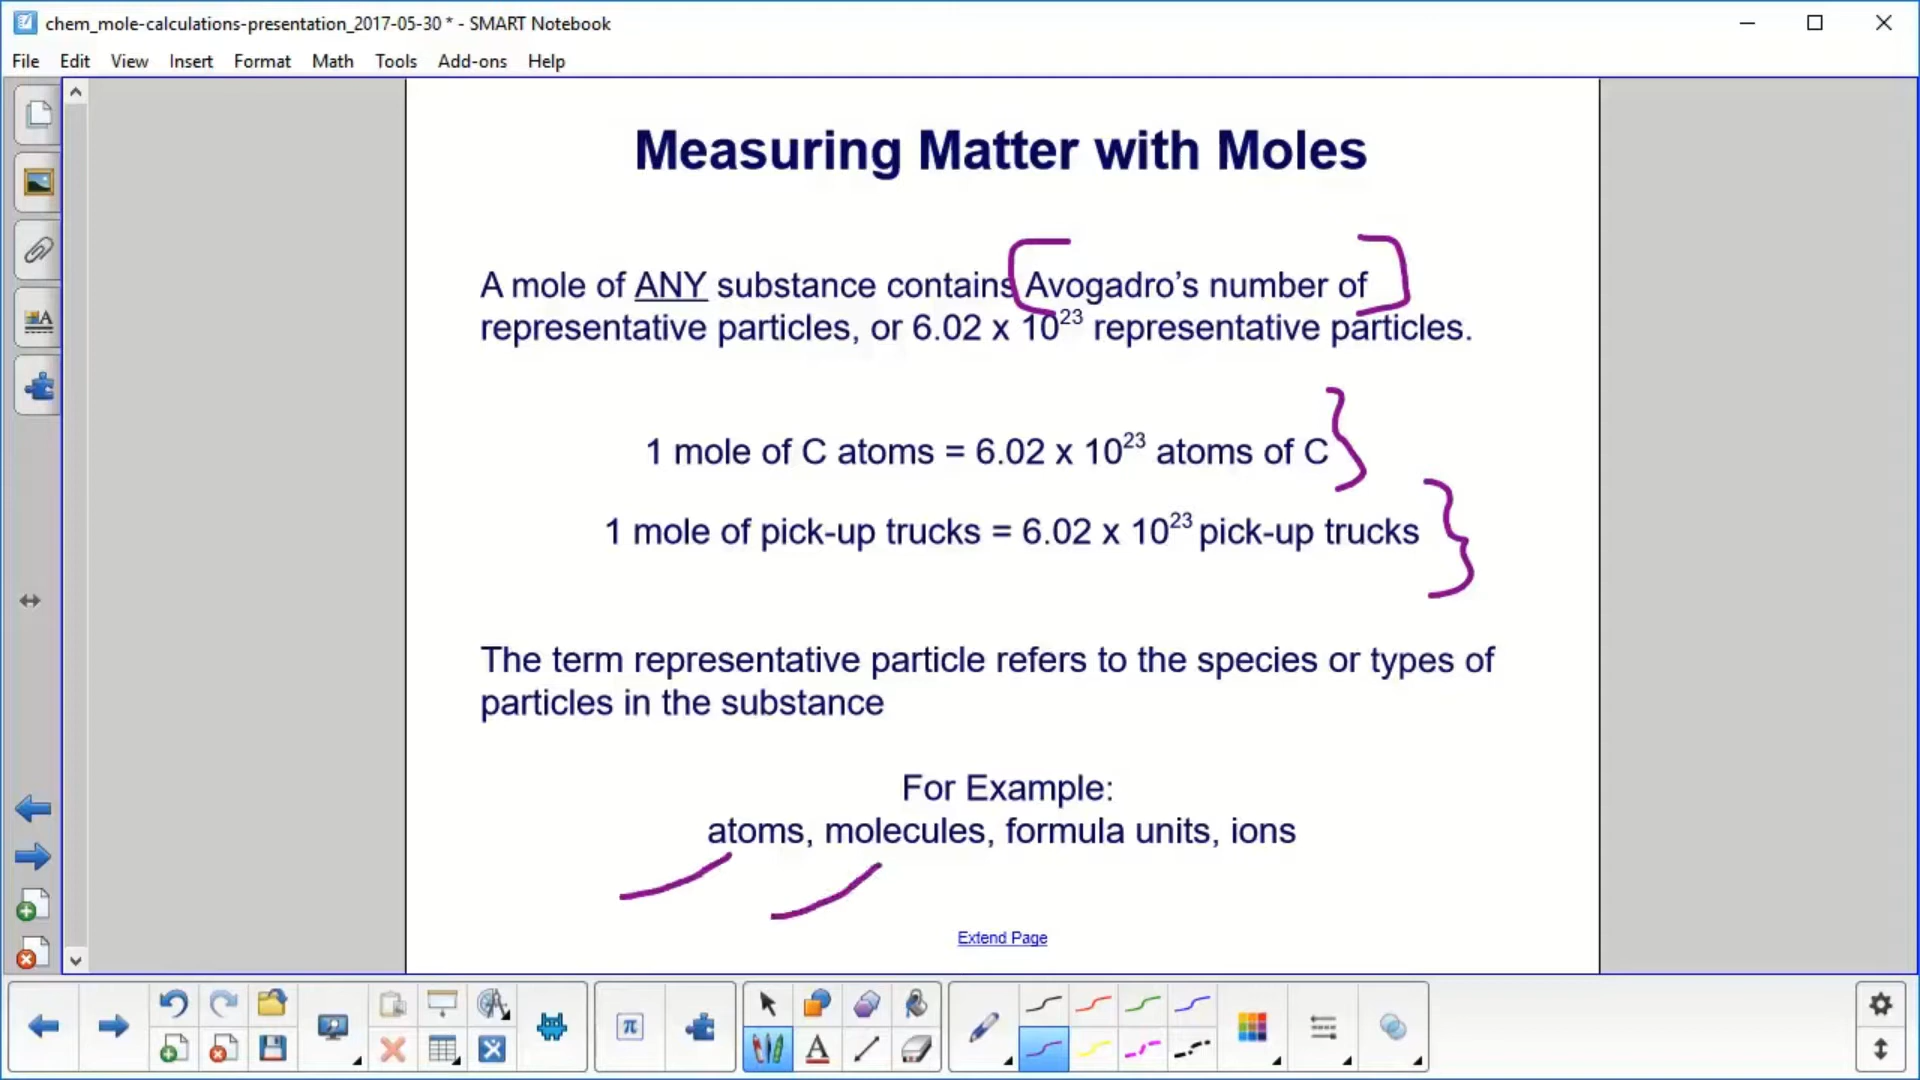 chem_mole-calculations-presentation_2017-05-30 * - SMART Notebook
File Edit View Insert Format Math Tools Add-ons Help
Measuring Matter with Moles
A mole of ANY substance contains Avogadro’s number of
representative particles, or 6.02 x 10²³ representative particles.
1 mole of C atoms = 6.02 x 10²³ atoms of C
1 mole of pick-up trucks = 6.02 x 10²³ pick-up trucks
The term representative particle refers to the species or types of
particles in the substance
For Example:
atoms, molecules, formula units, ions
Extend Page